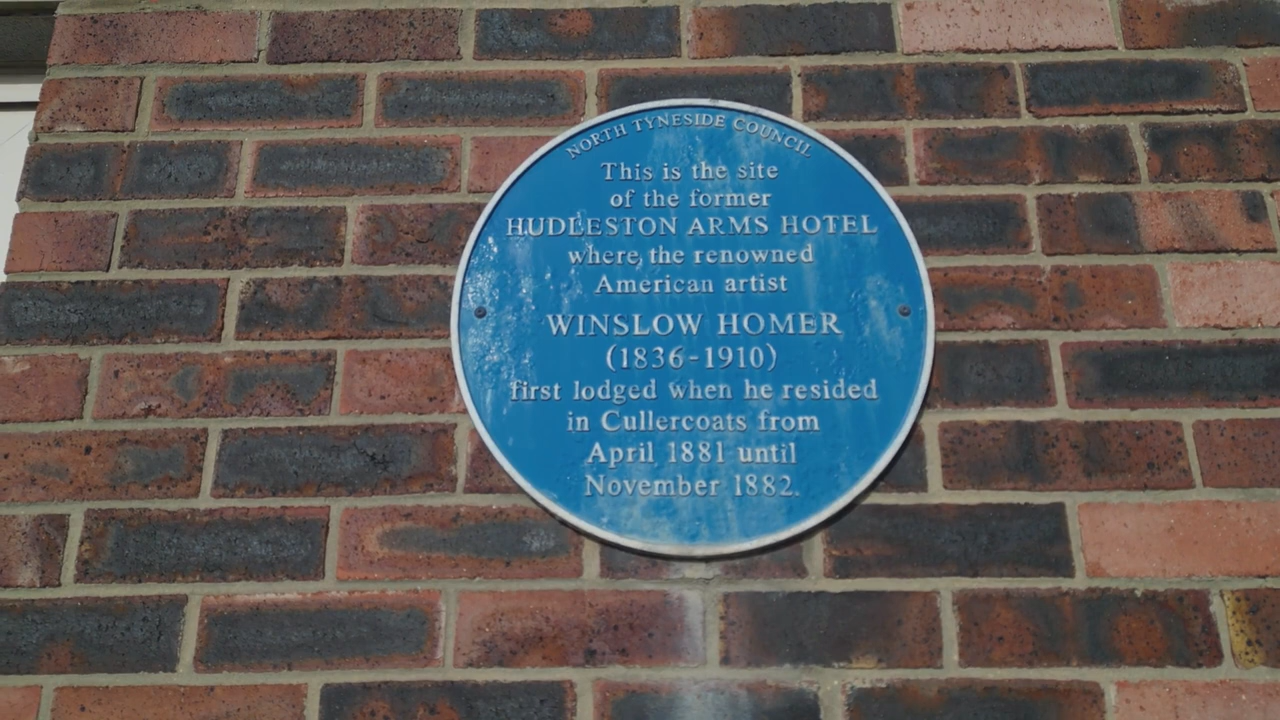 NORTH TYNESIDE COUNCIL
This is the site
of the former
HUDLESTON ARMS HOTEL
where the renowned
American artist
WINSLOW HOMER
(1836-1910)
first lodged when he resided
in Cullercoats from
April 1881 until
November 1882.